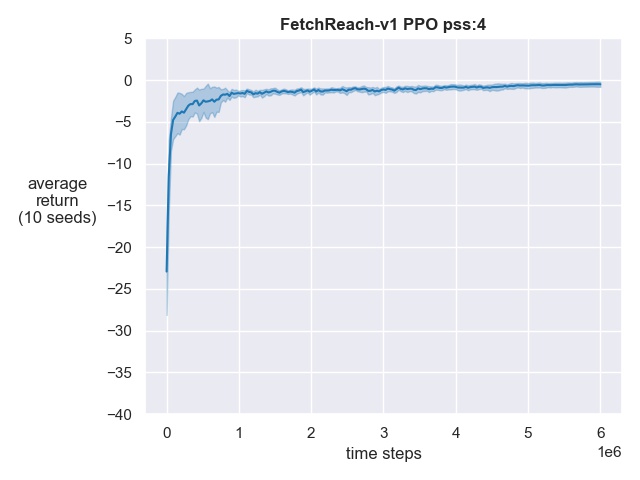 FetchReach-v1 PPO pss:4
5
0
−5
−10
−15
−20
−25
−30
−35
−40
average
return
(10 seeds)
0 1 2 3 4 5 6
1e6
time steps